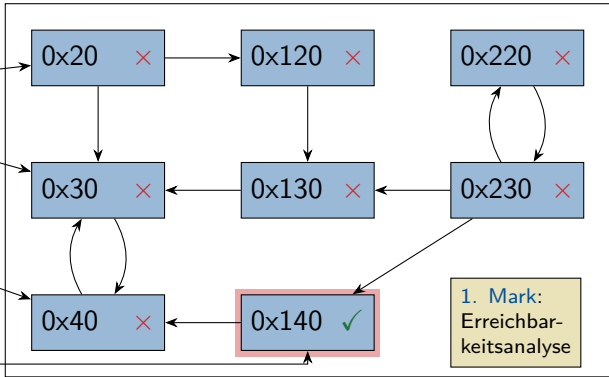 0x20 ×
0x120 ×
0x220 ×
0x30 ×
0x130 ×
0x230 ×
0x40 ×
0x140 ✓
1. Mark:
Erreichbar-
keitsanalyse